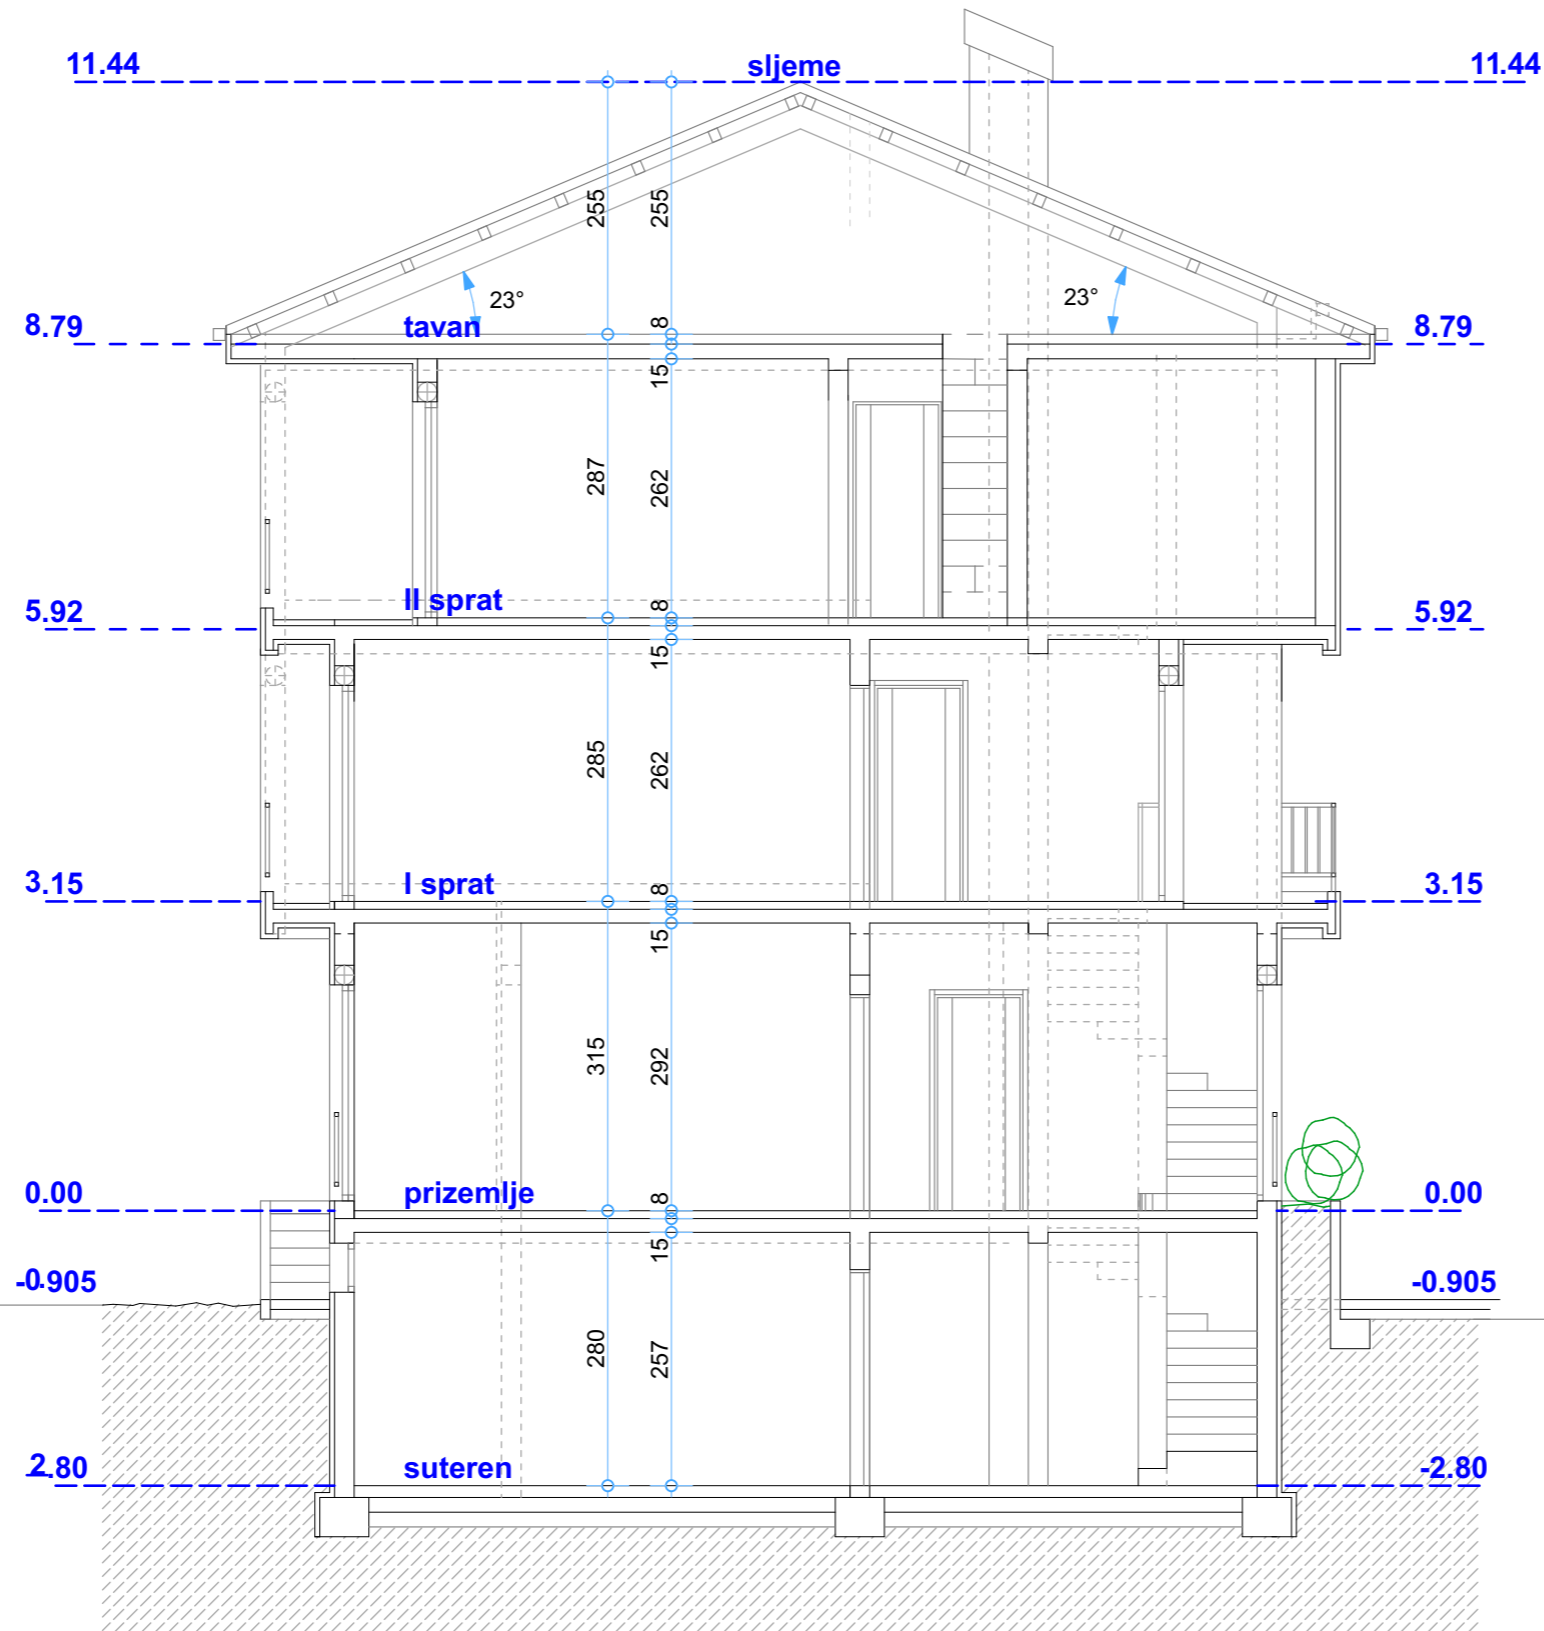 11.44 sljeme 11.44
255 255
23° 23°
8.79 tavan 8 8.79
15
287 262
5.92 II sprat 8 5.92
15
285 262
3.15 I sprat 8 3.15
15
315 292
0.00 prizemlje 8 0.00
15
-0.905 -0.905
280 257
-2.80 suteren -2.80